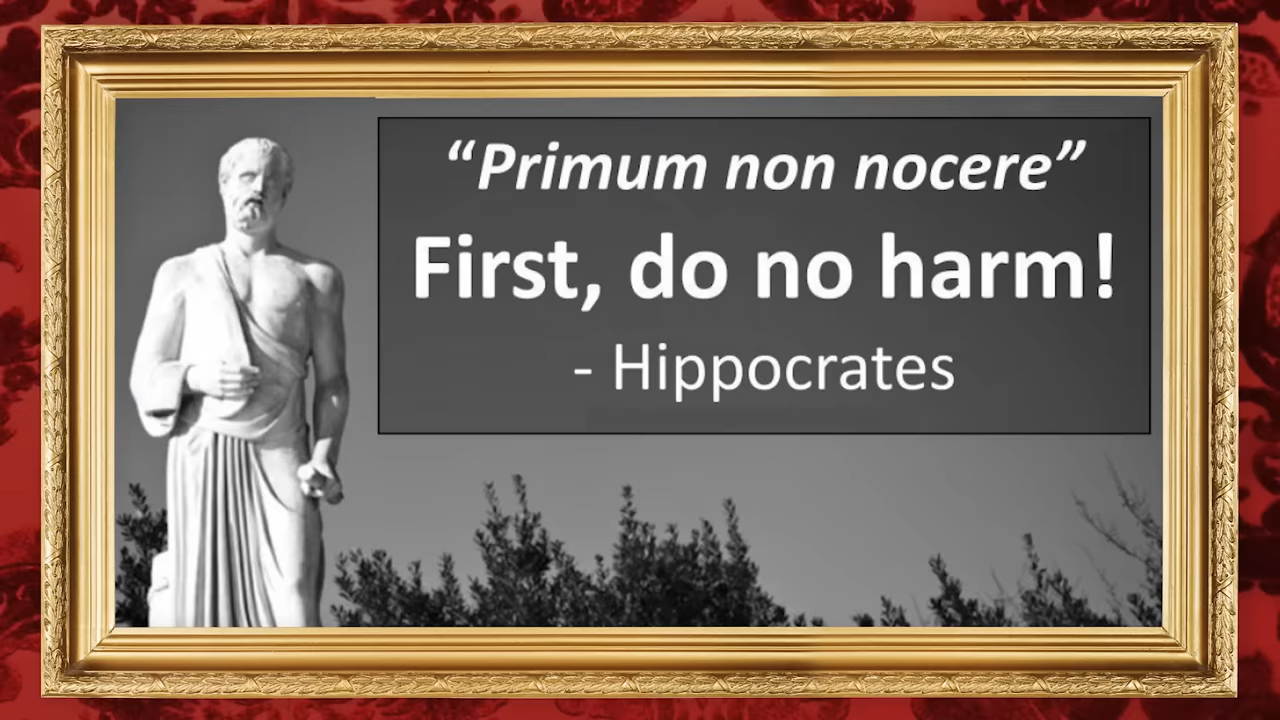 “Primum non nocere”
First, do no harm!
- Hippocrates